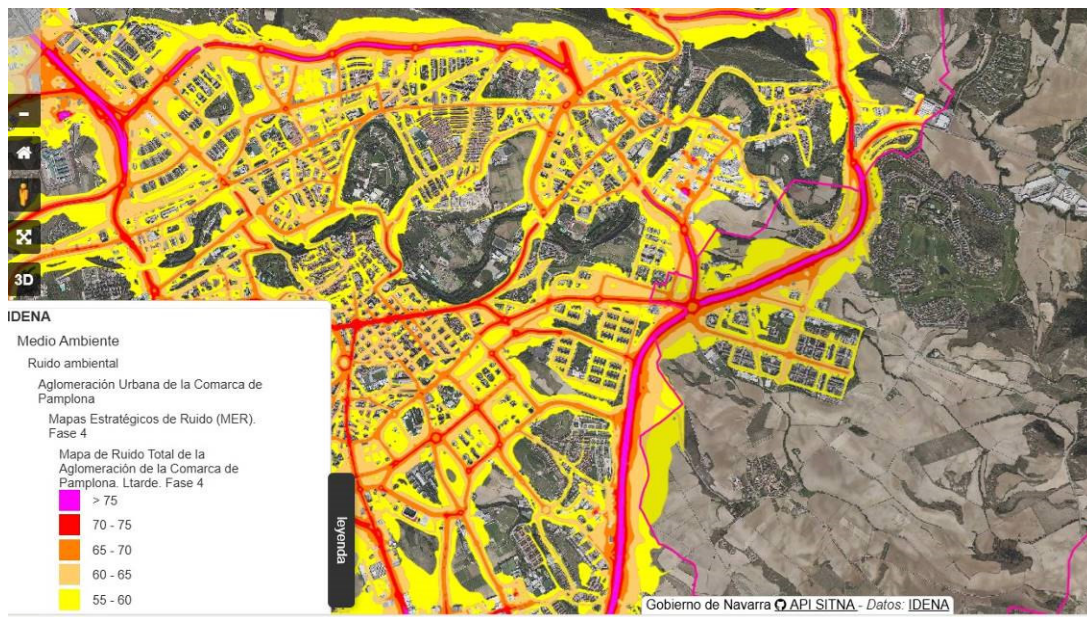 3D
IDENA
Medio Ambiente
Ruido ambiental
Aglomeración Urbana de la Comarca de
Pamplona
Mapas Estratégicos de Ruido (MER).
Fase 4
Mapa de Ruido Total de la
Aglomeración de la Comarca de
Pamplona. Ltarde. Fase 4
> 75
70 - 75
65 - 70
60 - 65
55 - 60
leyenda
Gobierno de Navarra API SITNA - Datos: IDENA